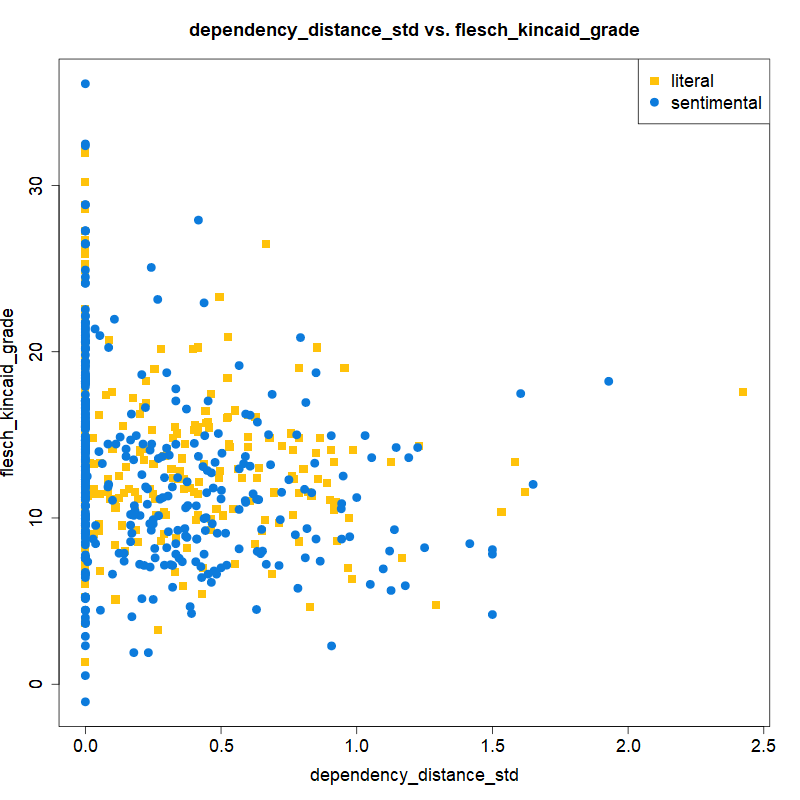 dependency_distance_std vs. flesch_kincaid_grade
literal
sentimental
flesch_kincaid_grade
30
20
10
0
0.0 0.5 1.0 1.5 2.0 2.5
dependency_distance_std